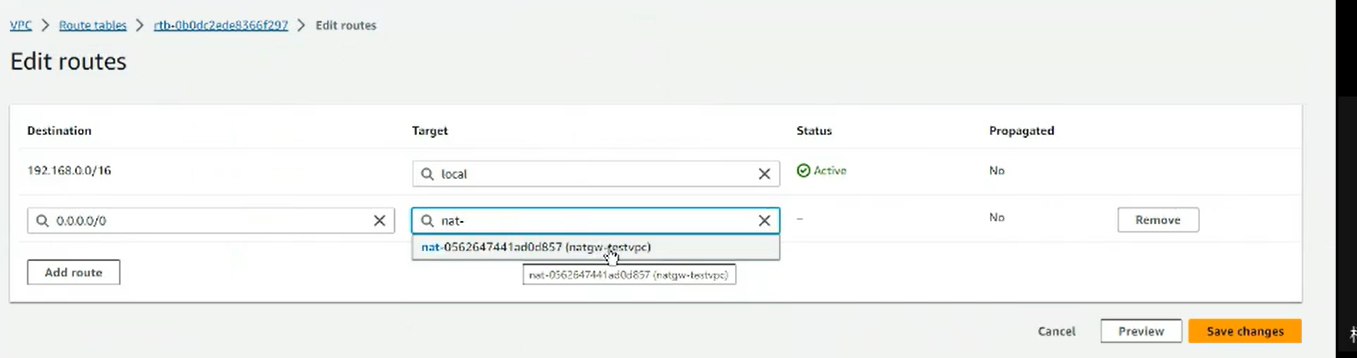 VPC > Route tables > rtb-0b0dc2ede8366f297 > Edit routes
Edit routes
Destination Target Status Propagated
192.168.0.0/16 local Active No
0.0.0.0/0 nat- – No Remove
nat-0562647441ad0d857 (natgw-testvpc)
Add route
nat-0562647441ad0d857 (natgw-testvpc)
Cancel Preview Save changes